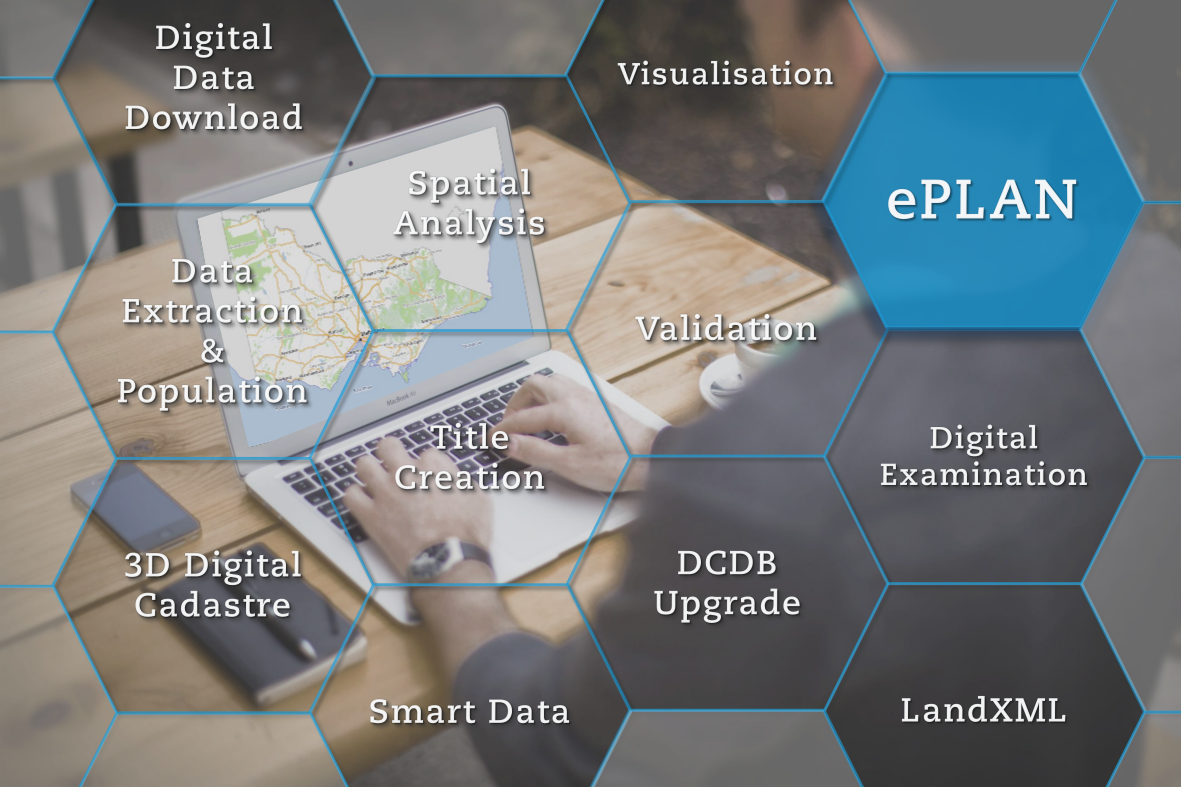 Digital
Data
Download
Visualisation
ePLAN
Spatial
Analysis
Data
Extraction
&
Population
Validation
Title
Creation
Digital
Examination
3D Digital
Cadastre
DCDB
Upgrade
Smart Data
LandXML